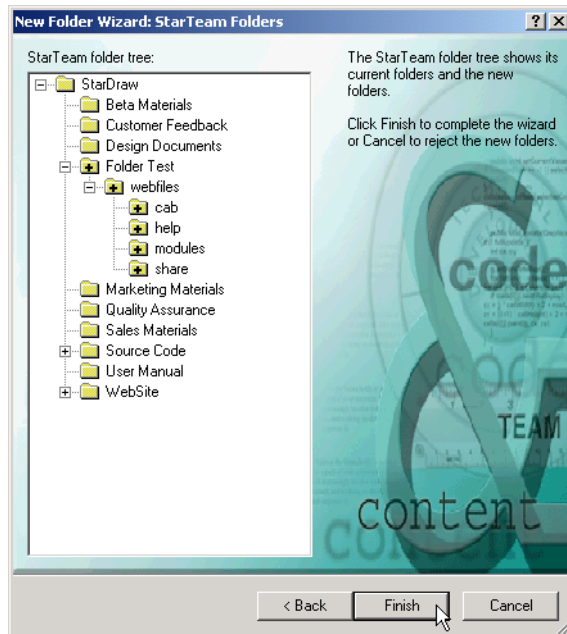 New Folder Wizard: StarTeam Folders
StarTeam folder tree:
StarDraw
Beta Materials
Customer Feedback
Design Documents
Folder Test
webfiles
cab
help
modules
share
Marketing Materials
Quality Assurance
Sales Materials
Source Code
User Manual
WebSite
The StarTeam folder tree shows its
current folders and the new
folders.
Click Finish to complete the wizard
or Cancel to reject the new folders.
code
cod
TEAM
content
< Back
Finish
Cancel